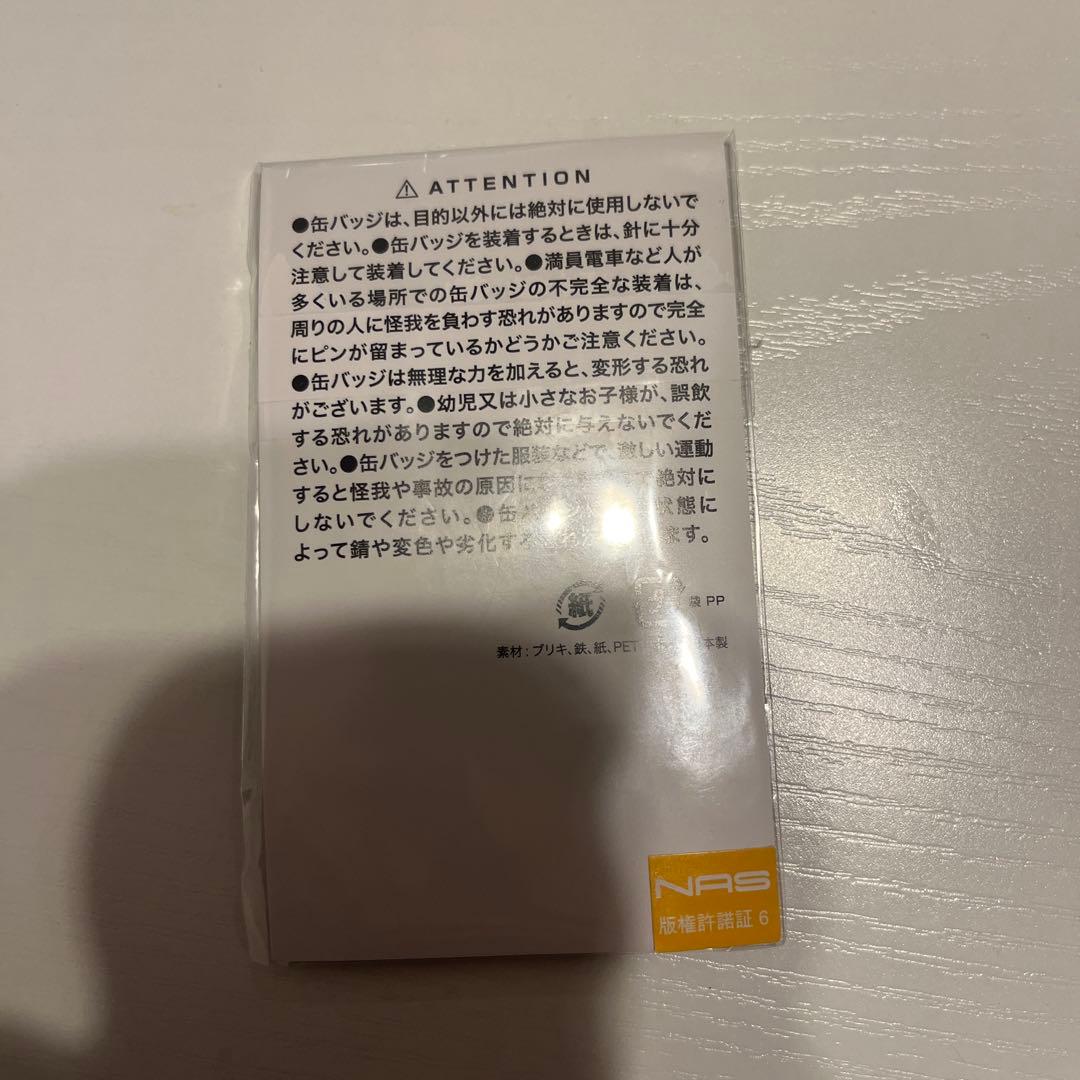 ⚠ ATTENTION
●缶バッジは、目的以外には絶対に使用しないで
ください。●缶バッジを装着するときは、針に十分
注意して装着してください。●満員電車など人が
多くいる場所での缶バッジの不完全な装着は、
周りの人に怪我を負わす恐れがありますので完全
にピンが留まっているかどうかご注意ください。
●缶バッジは無理な力を加えると、変形する恐れ
がございます。●幼児又は小さなお子様が、誤飲
する恐れがありますので絶対に与えないでくだ
さい。●缶バッジをつけた服装などで、激しい運動
すると怪我や事故の原因に 絶対に
しないでください。●缶バ 状態に
よって錆や変色や劣化する ます。
紙
袋 PP
素材：ブリキ、鉄、紙、PET 本製
NAS
版権許諾証 6